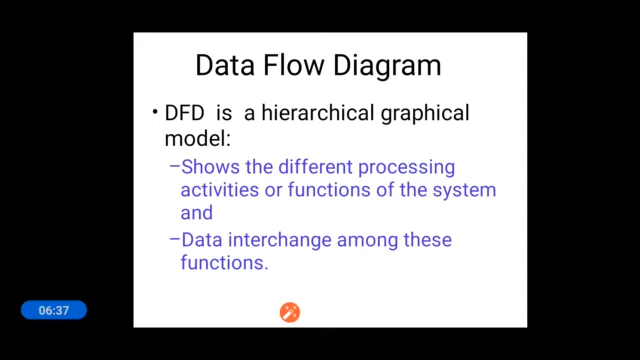 Data Flow Diagram
• DFD is a hierarchical graphical
model:
–Shows the different processing
activities or functions of the system
and
–Data interchange among these
functions.
06:37